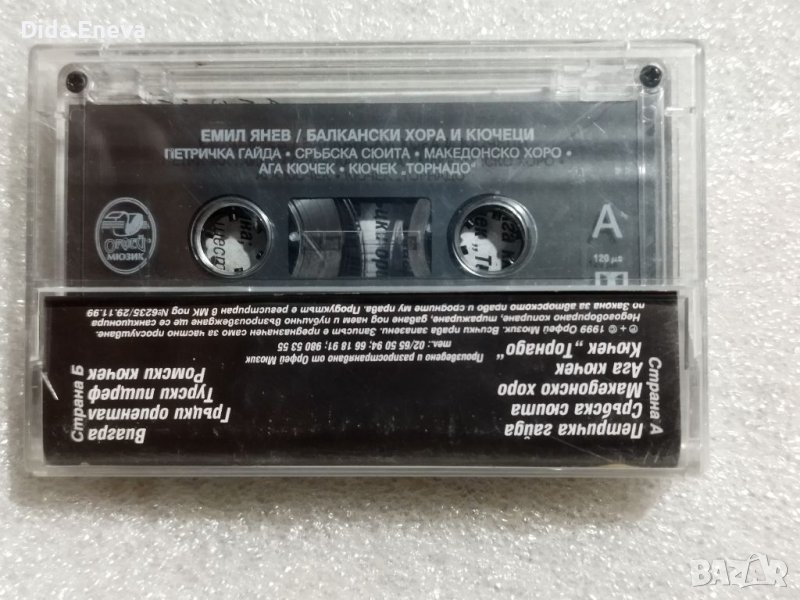 Dida Eneva
ЕМИЛ ЯНЕВ / БАЛКАНСКИ ХОРА И КЮЧЕЦИ
ПЕТРИЧКА ГАЙДА • СРЪБСКА СЮИТА • МАКЕДОНСКО ХОРО •
АГА КЮЧЕК • КЮЧЕК „ТОРНАДО“
Орфей
МЮЗИК
A
120 µs
Страна А
Петричка гайда
Сръбска сюита
Македонско хоро
Ага кючек
Кючек „Торнадо“
Страна Б
Виагра
Гръцки ориентал
Турски пищреф
Ромски кючек
Произведено и разпространявано от Орфей Мюзик
тел.: 02/65 50 94; 66 18 91; 980 53 55
℗ + © 1999 Орфей Мюзик. Всички права запазени. Записът е предназначен само за частно прослушване.
Недоговорирано копиране, тиражиране, даване под наем и публично възпроизвеждане ще се санкционира
по Закона за авторското право и сродните му права. Продуктът е регистриран в МК под №6235/29.11.99
BAZAR